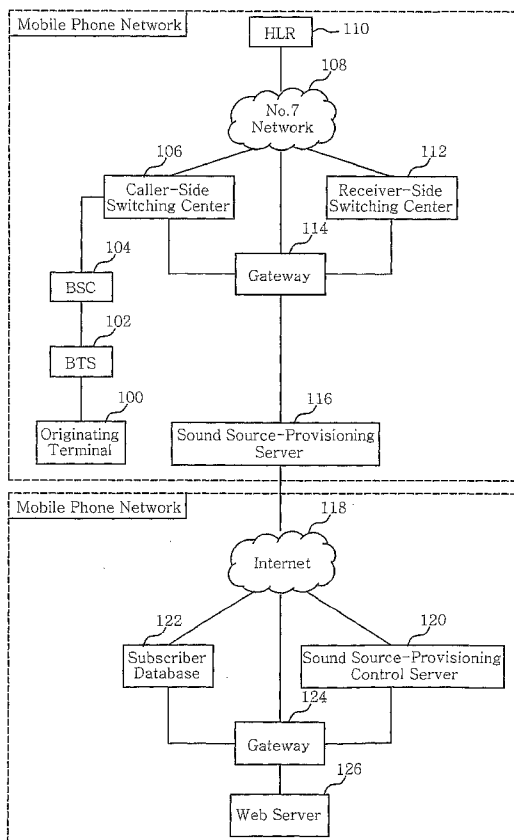 Mobile Phone Network
HLR
110
108
No.7
Network
106
112
Caller-Side
Switching Center
Receiver-Side
Switching Center
114
Gateway
104
BSC
102
BTS
100
Originating
Terminal
116
Sound Source-Provisioning
Server
Mobile Phone Network
118
Internet
122
120
Subscriber
Database
Sound Source-Provisioning
Control Server
124
Gateway
126
Web Server